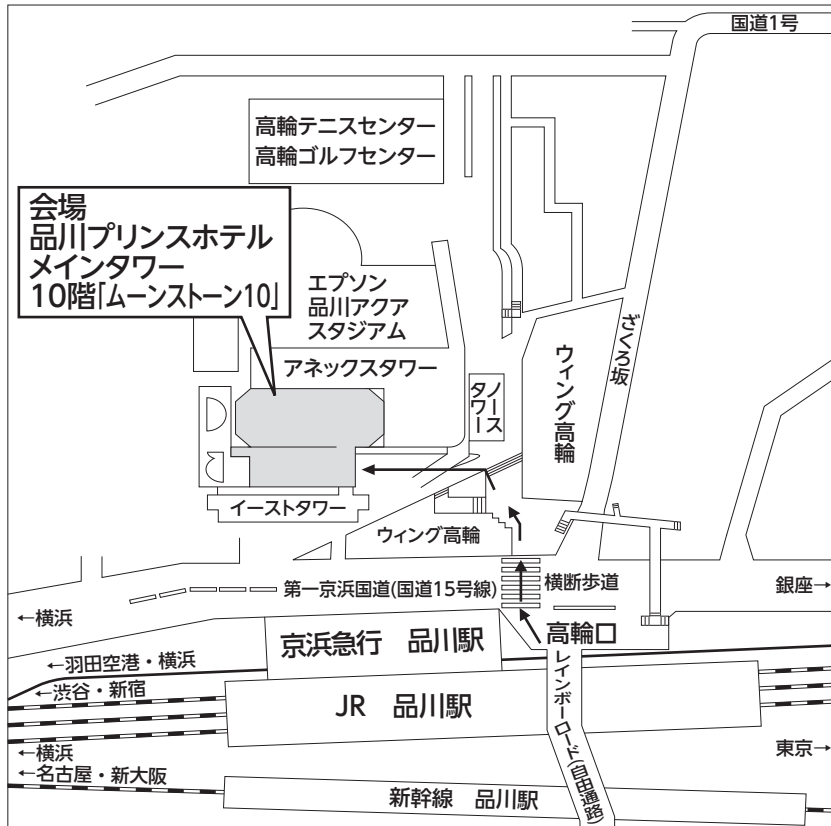 国道1号
高輪テニスセンター
高輪ゴルフセンター
会場
品川プリンスホテル
メインタワー
10階「ムーンストーン10」
エプソン
品川アクア
スタジアム
アネックスタワー
ノース
タワー
ウィング高輪
ざくろ坂
イーストタワー
ウィング高輪
第一京浜国道(国道15号線)
横断歩道
銀座→
←横浜
京浜急行 品川駅
高輪口
←羽田空港・横浜
←渋谷・新宿
JR 品川駅
レインボーロード(自由通路)
←横浜
東京→
←名古屋・新大阪
新幹線 品川駅